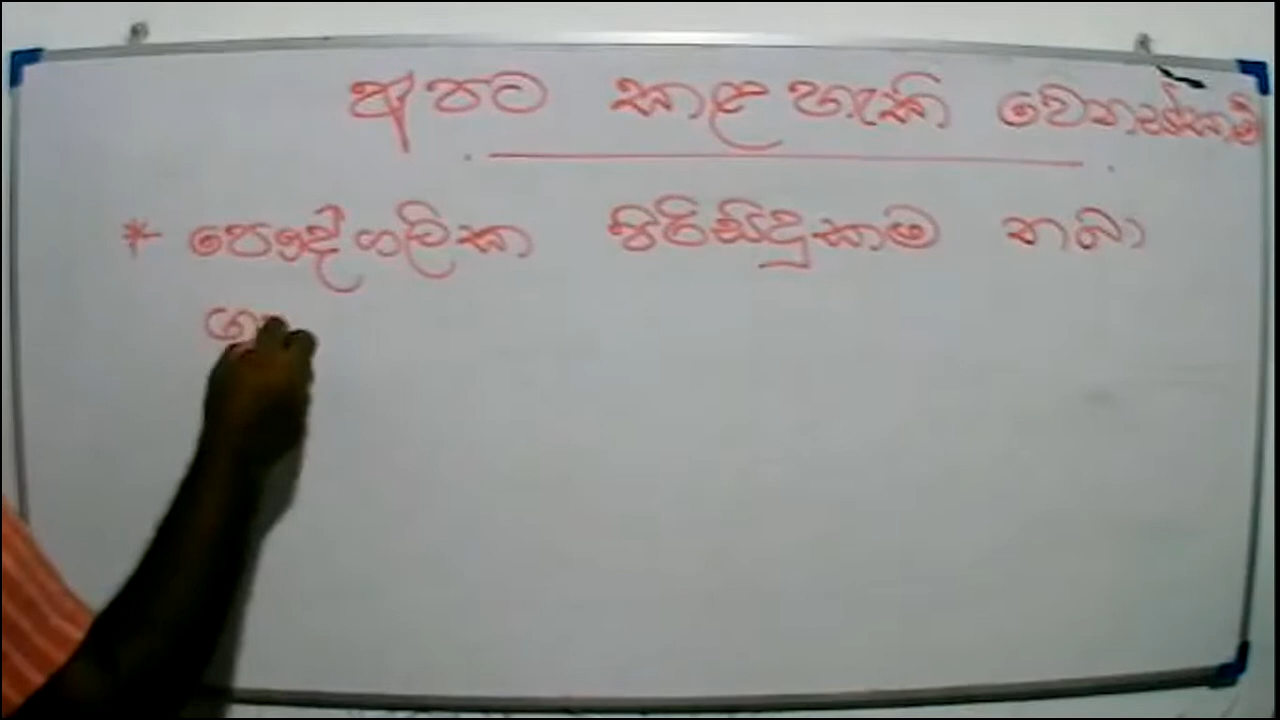 අපට කළ හැකි වෙනස්කම්
* පෞද්ගලික පිරිසිදුකම තබා
ග